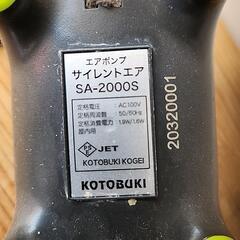 エアポンプ
サイレントエア
SA-2000S
定格電圧 : AC100V
定格周波数 : 50/60Hz
定格消費電力 : 1.9W/1.6W
屋内用
PSE JET
KOTOBUKI KOGEI
KOTOBUKI
20320001